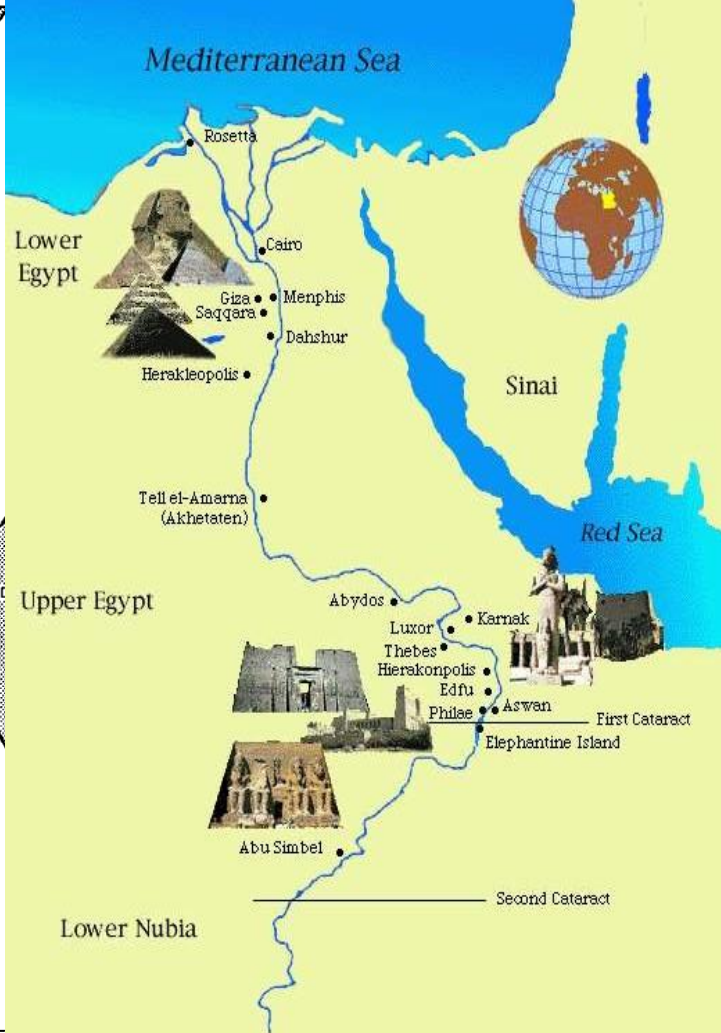 Mediterranean Sea
Rosetta
Lower
Egypt
Cairo
Giza
Menphis
Saqqara
Dahshur
Herakleopolis
Sinai
Tell el-Amarna
(Akhetaten)
Red Sea
Upper Egypt
Abydos
Karnak
Luxor
Thebes
Hierakonpolis
Edfu
Philae
Aswan
First Cataract
Elephantine Island
Abu Simbel
Second Cataract
Lower Nubia